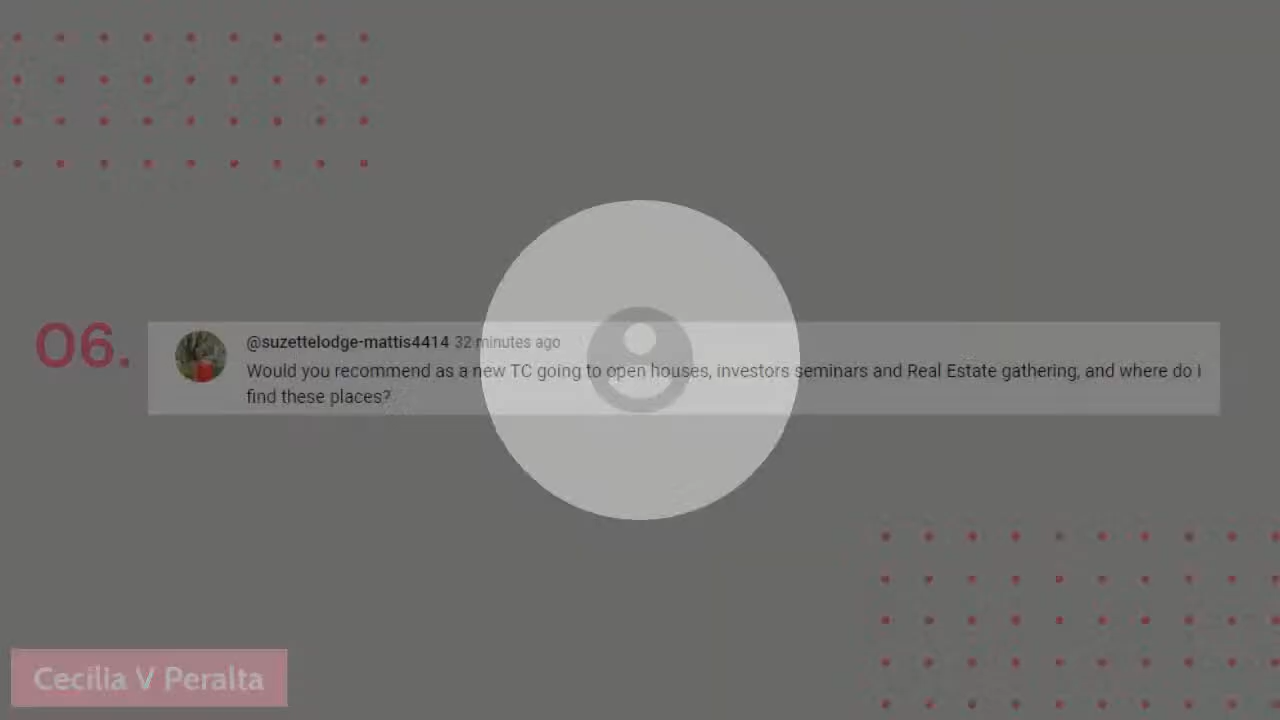 06.
@suzettelodge-mattis4414 32 minutes ago
Would you recommend as a new TC going to open houses, investors seminars and Real Estate gathering, and where do i
find these places?
Cecilia V Peralta